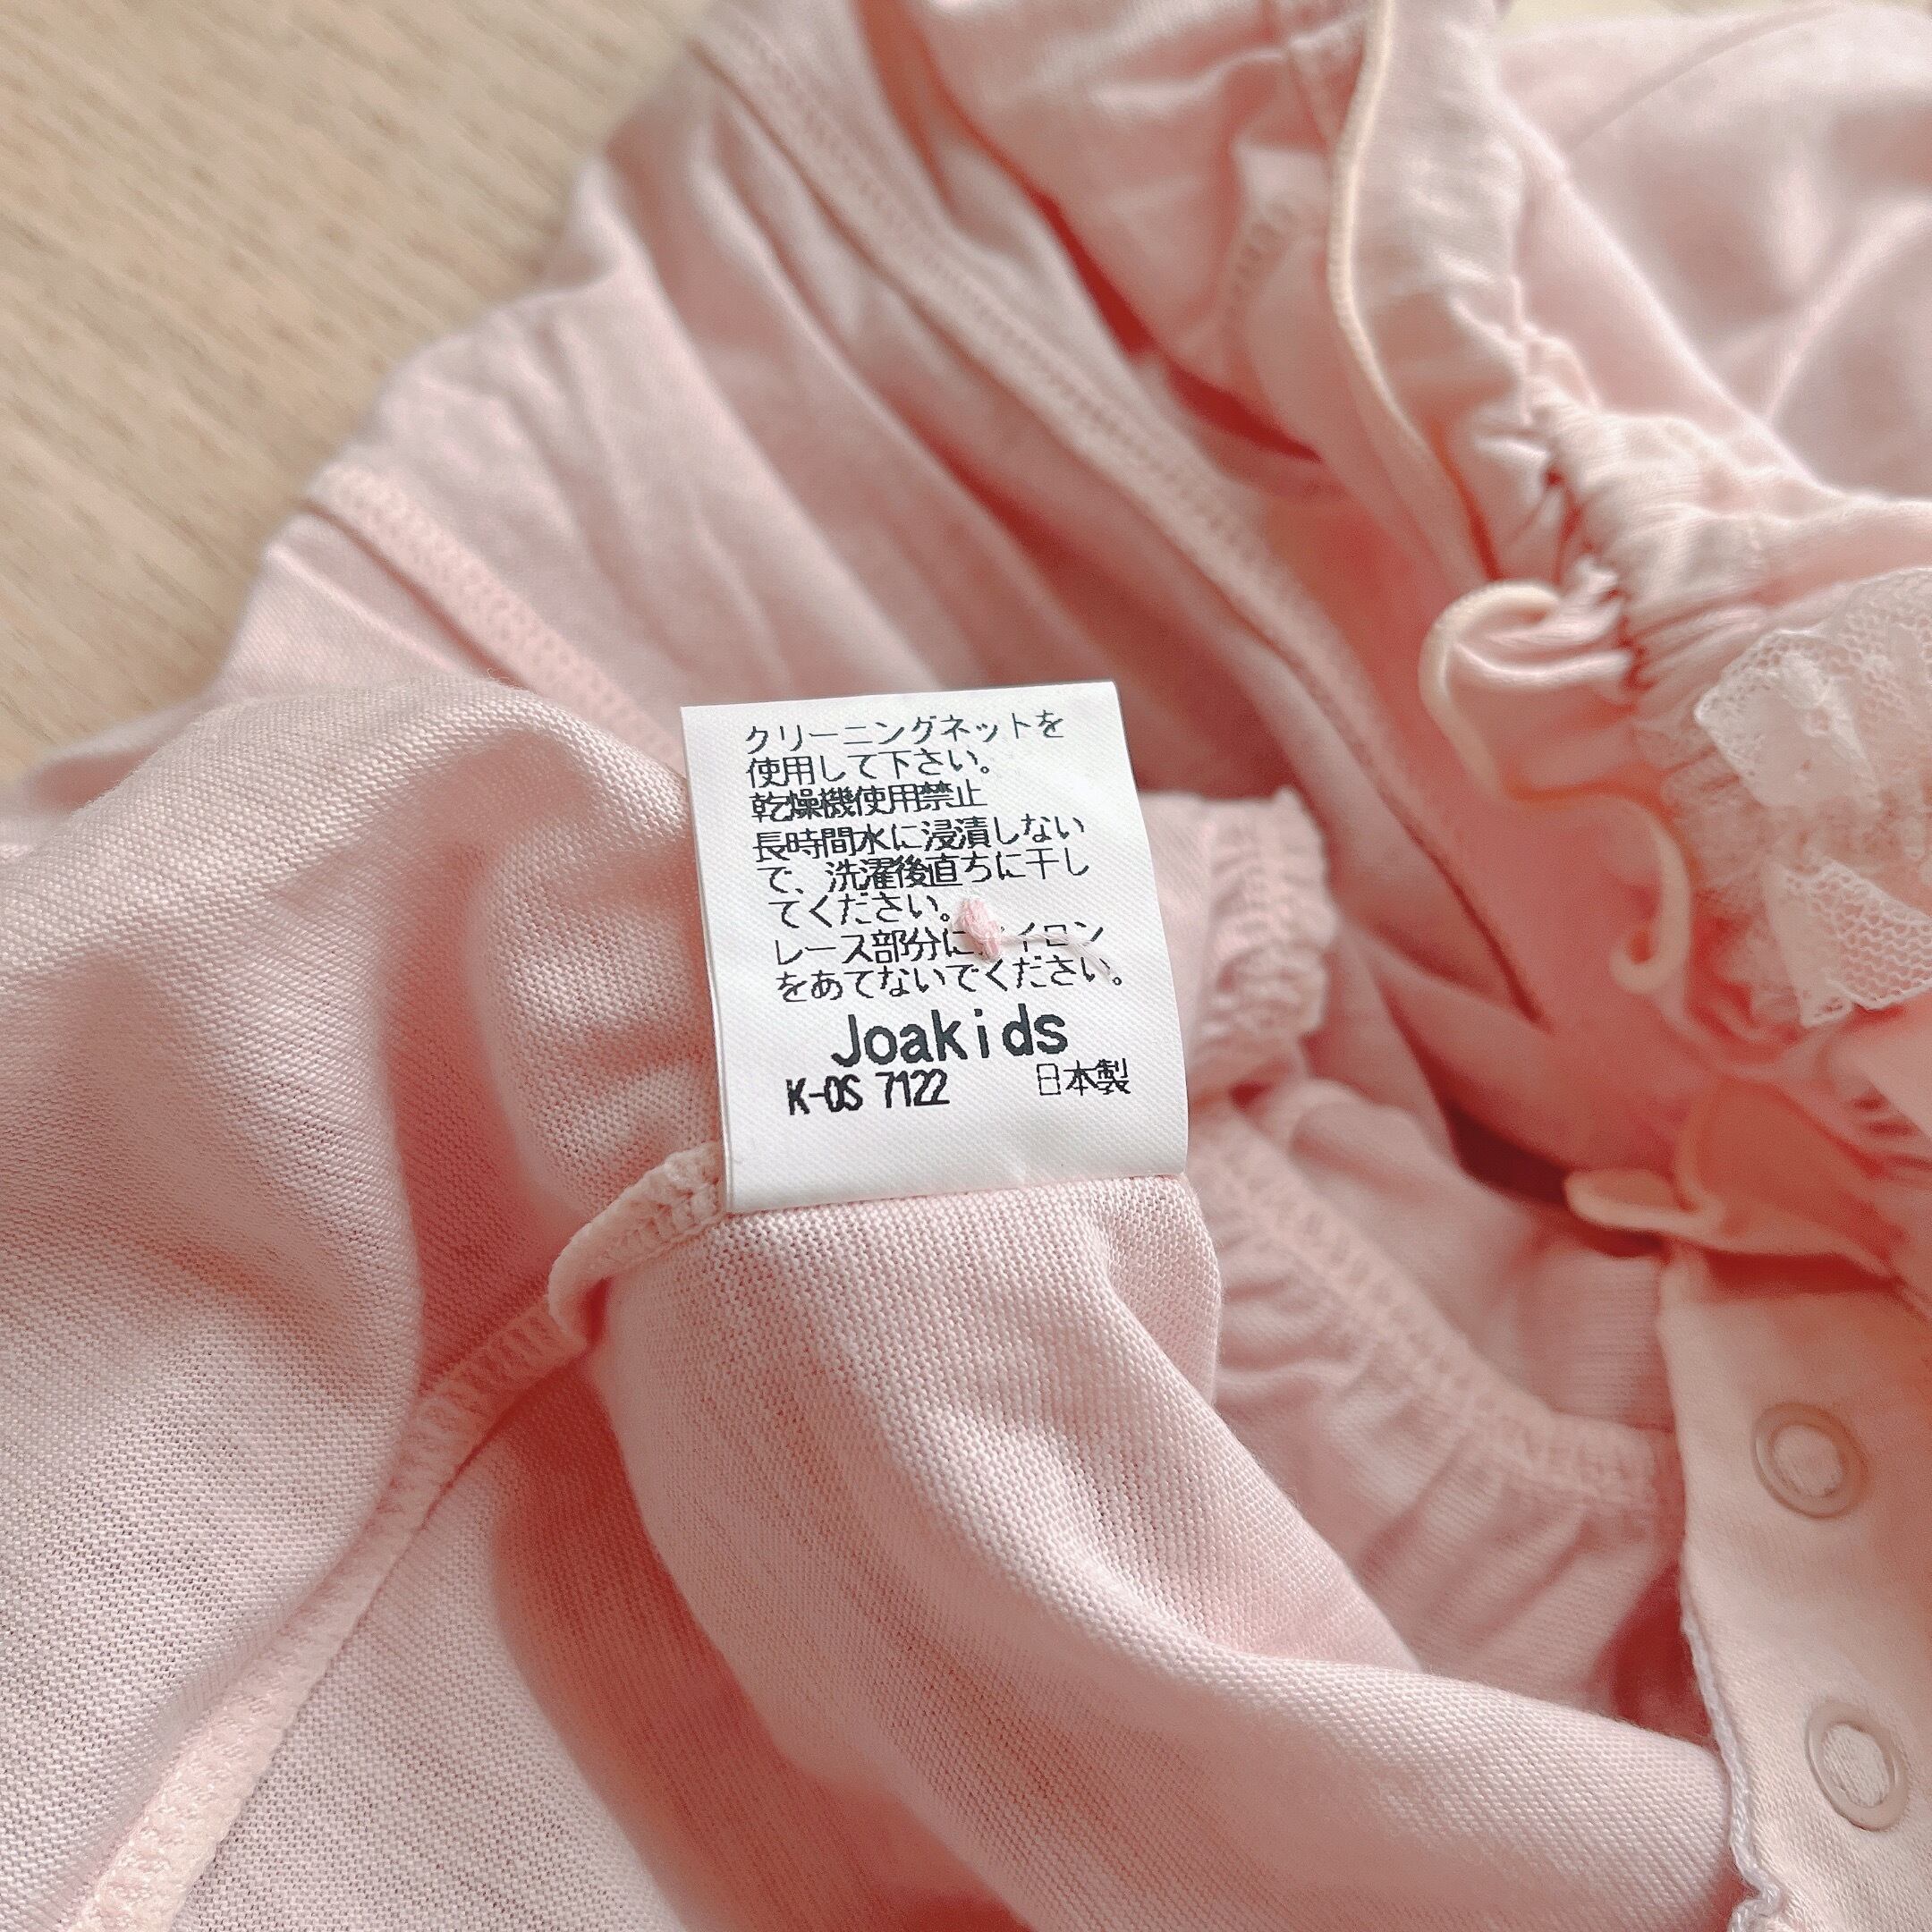 クリーニングネットを
使用して下さい。
乾燥機使用禁止
長時間水に浸漬しない
で、洗濯後直ちに干し
てください。
レース部分に イロン
をあてないでください。
Joakids
K-OS 7122 日本製